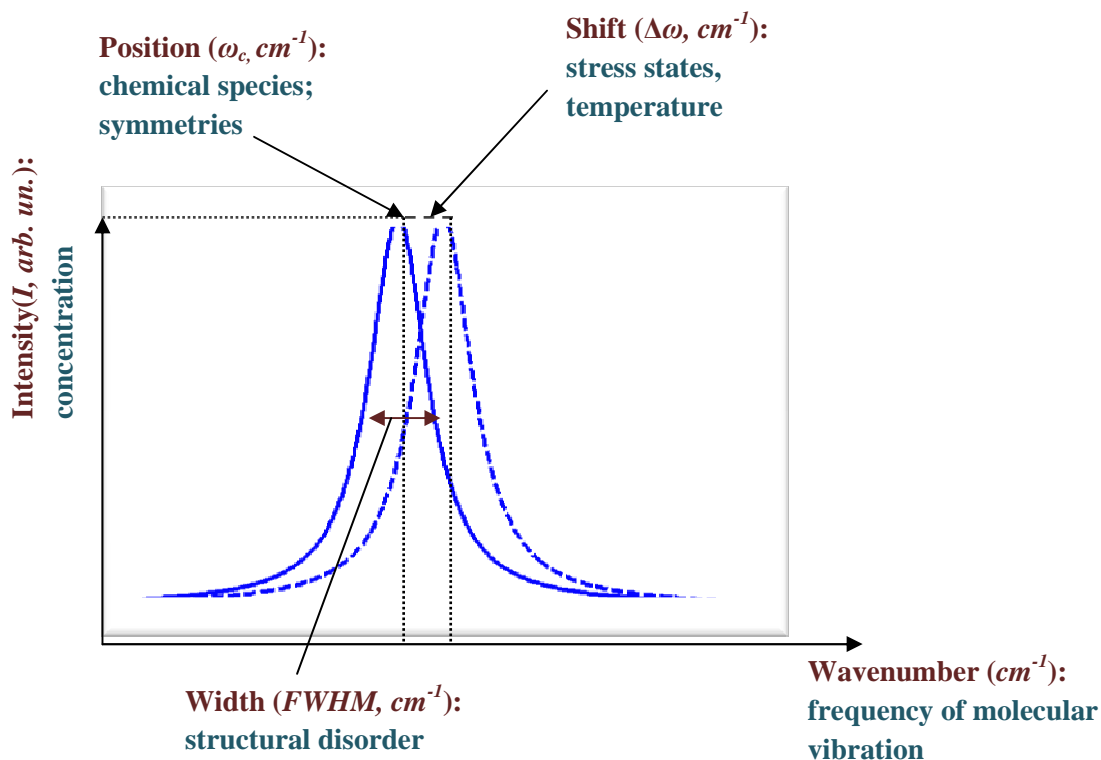 Position (ω_c, cm⁻¹):
chemical species;
symmetries
Shift (Δω, cm⁻¹):
stress states,
temperature
Intensity(I, arb. un.):
concentration
Width (FWHM, cm⁻¹):
structural disorder
Wavenumber (cm⁻¹):
frequency of molecular
vibration